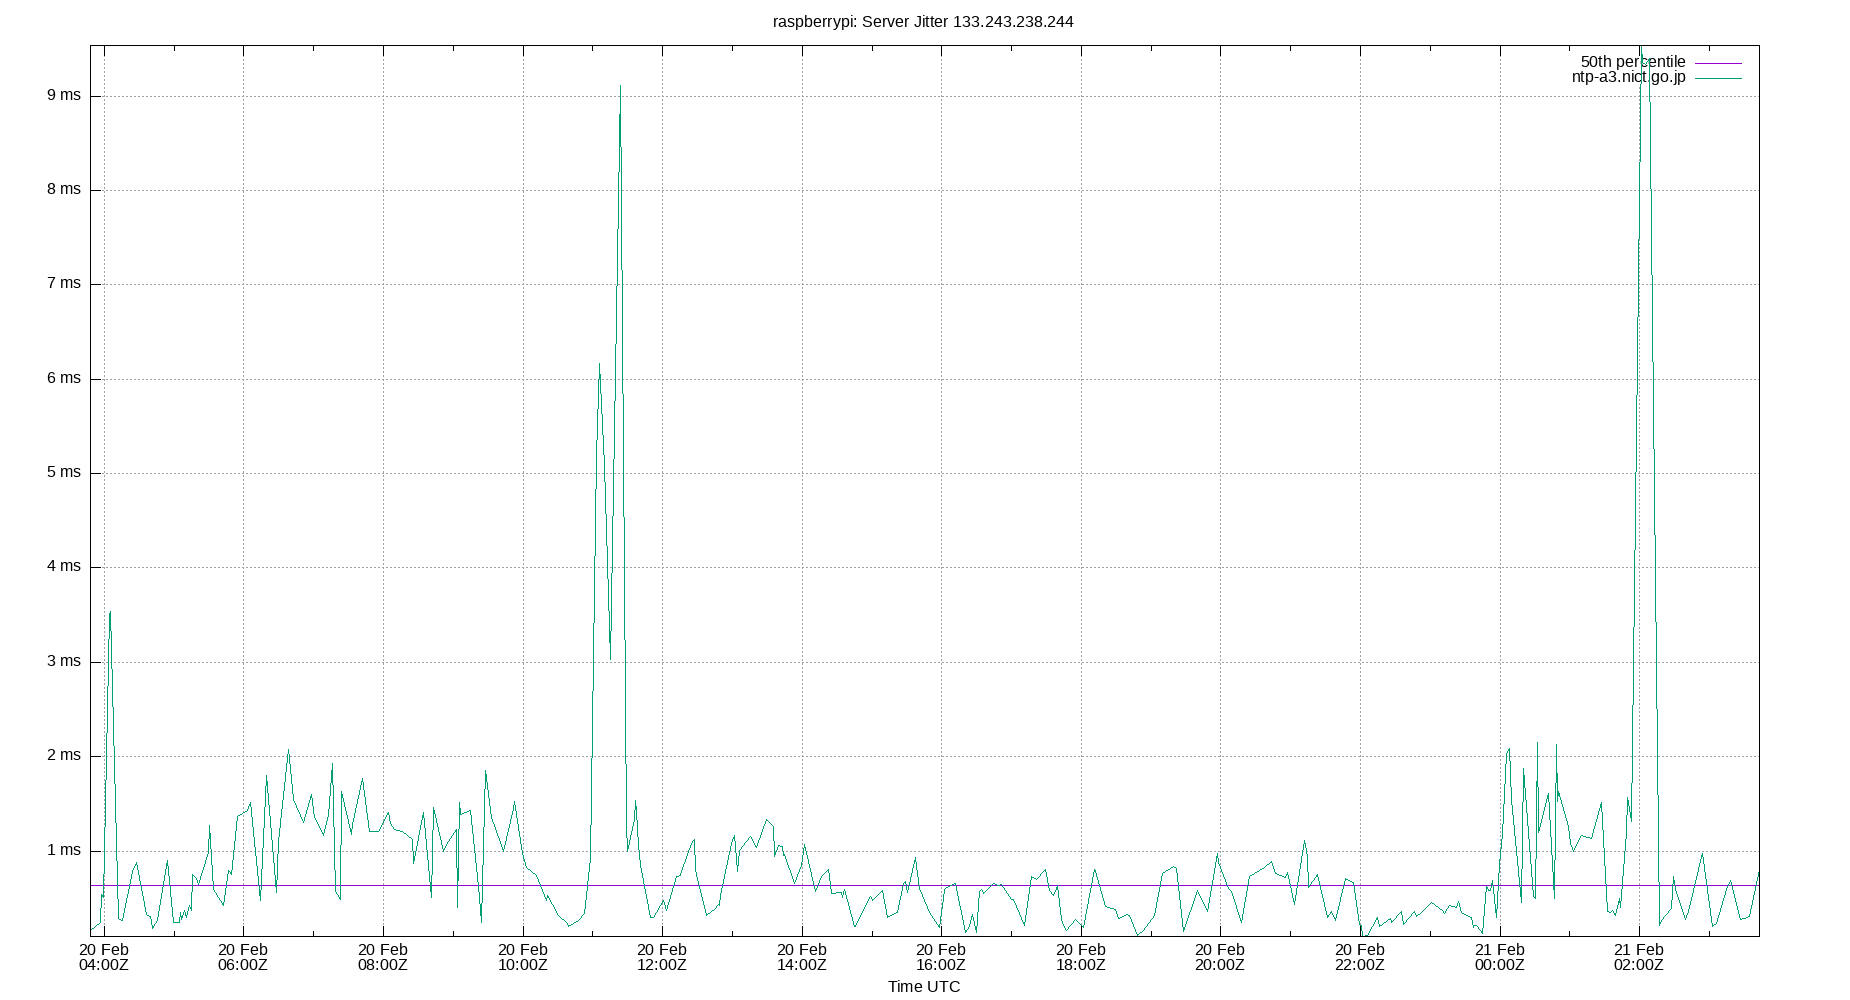 raspberrypi: Server Jitter 133.243.238.244
50th percentile
ntp-a3.nict.go.jp
9 ms
8 ms
7 ms
6 ms
5 ms
4 ms
3 ms
2 ms
1 ms
20 Feb 20 Feb 20 Feb 20 Feb 20 Feb 20 Feb 20 Feb 20 Feb 20 Feb 20 Feb 21 Feb 21 Feb
04:00Z 06:00Z 08:00Z 10:00Z 12:00Z 14:00Z 16:00Z 18:00Z 20:00Z 22:00Z 00:00Z 02:00Z
Time UTC